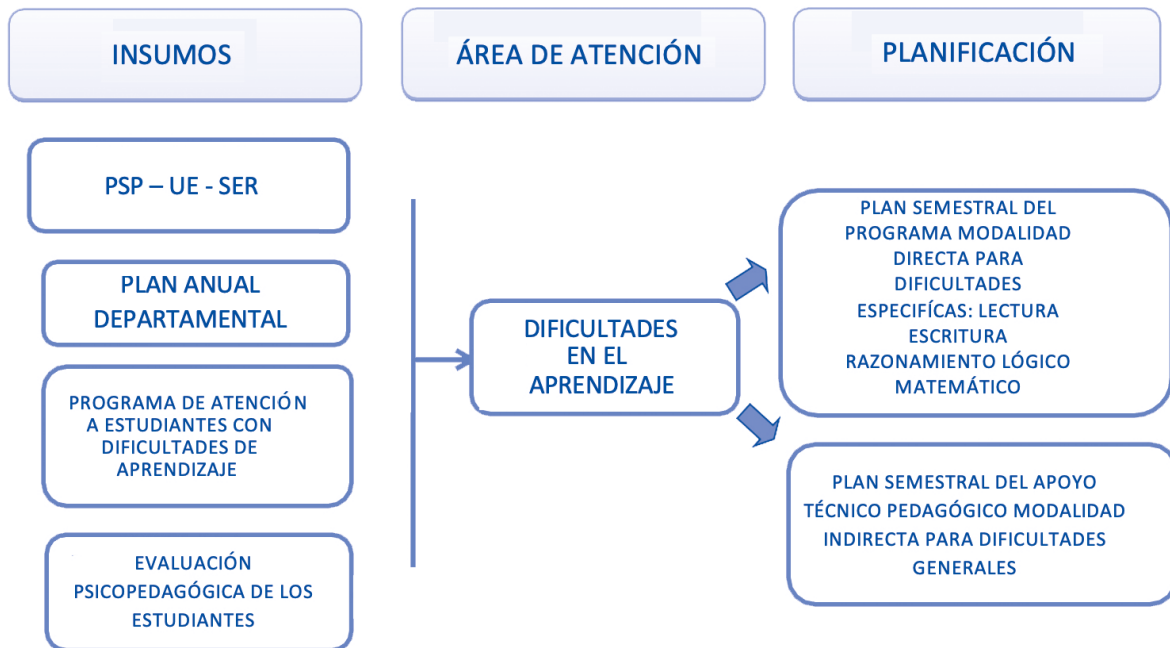 INSUMOS
ÁREA DE ATENCIÓN
PLANIFICACIÓN
PSP – UE - SER
PLAN ANUAL
DEPARTAMENTAL
PROGRAMA DE ATENCIÓN
A ESTUDIANTES CON
DIFICULTADES DE
APRENDIZAJE
EVALUACIÓN
PSICOPEDAGÓGICA DE LOS
ESTUDIANTES
DIFICULTADES
EN EL
APRENDIZAJE
PLAN SEMESTRAL DEL
PROGRAMA MODALIDAD
DIRECTA PARA
DIFICULTADES
ESPECIFÍCAS: LECTURA
ESCRITURA
RAZONAMIENTO LÓGICO
MATEMÁTICO
PLAN SEMESTRAL DEL APOYO
TÉCNICO PEDAGÓGICO MODALIDAD
INDIRECTA PARA DIFICULTADES
GENERALES